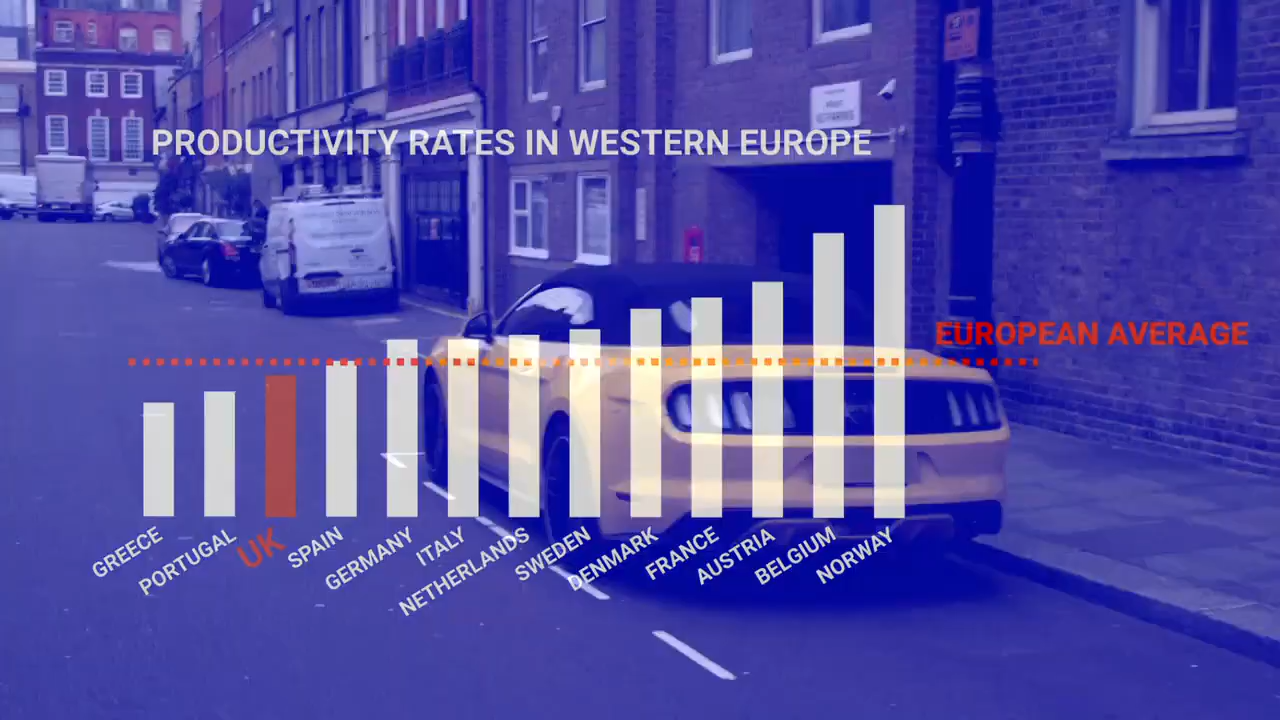 PRODUCTIVITY RATES IN WESTERN EUROPE
EUROPEAN AVERAGE
GREECE
PORTUGAL
UK
SPAIN
GERMANY
ITALY
NETHERLANDS
SWEDEN
DENMARK
FRANCE
AUSTRIA
BELGIUM
NORWAY